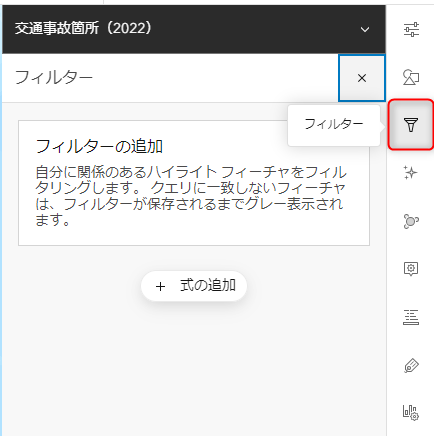 交通事故箇所（2022）
フィルター
フィルター
フィルターの追加
自分に関係のあるハイライト フィーチャをフィル
タリングします。 クエリに一致しないフィーチャ
は、フィルターが保存されるまでグレー表示され
ます。
+ 式の追加